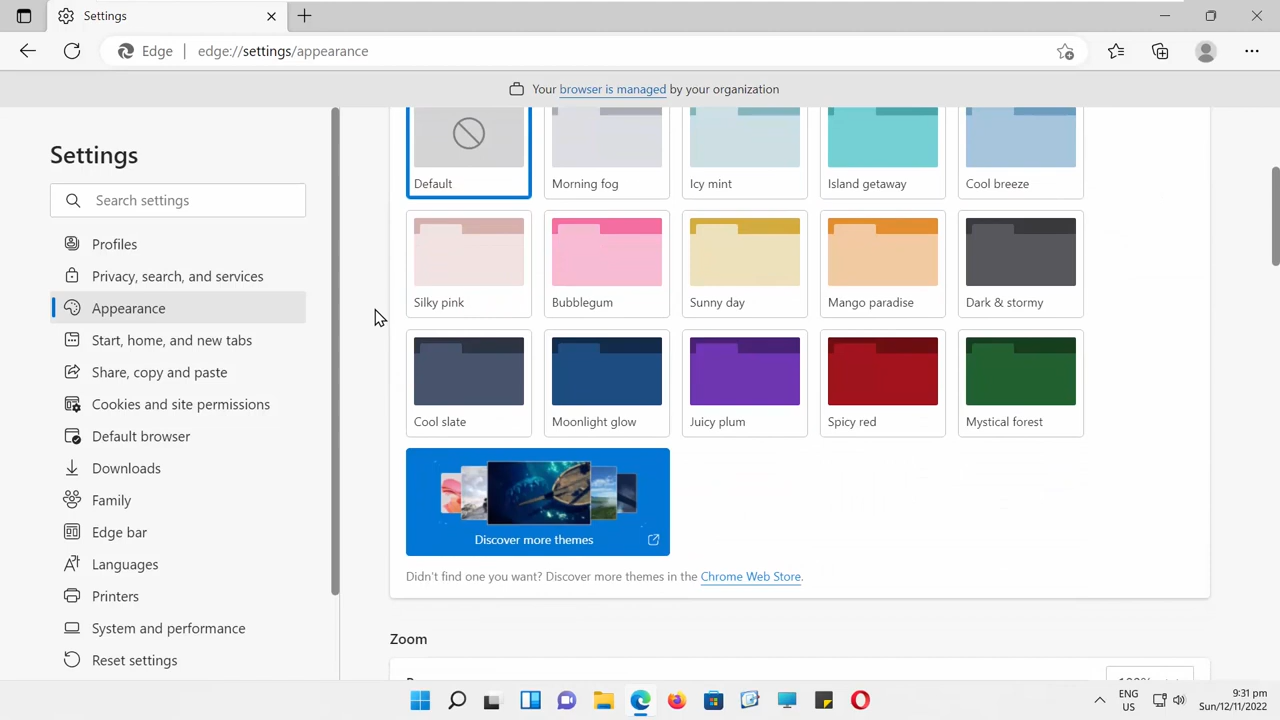 Settings
Edge | edge://settings/appearance
Your browser is managed by your organization
Settings
Search settings
Profiles
Privacy, search, and services
Appearance
Start, home, and new tabs
Share, copy and paste
Cookies and site permissions
Default browser
Downloads
Family
Edge bar
Languages
Printers
System and performance
Reset settings
Default
Morning fog
Icy mint
Island getaway
Cool breeze
Silky pink
Bubblegum
Sunny day
Mango paradise
Dark & stormy
Cool slate
Moonlight glow
Juicy plum
Spicy red
Mystical forest
Discover more themes
Didn't find one you want? Discover more themes in the Chrome Web Store.
Zoom
ENG
US
9:31 pm
Sun/12/11/2022